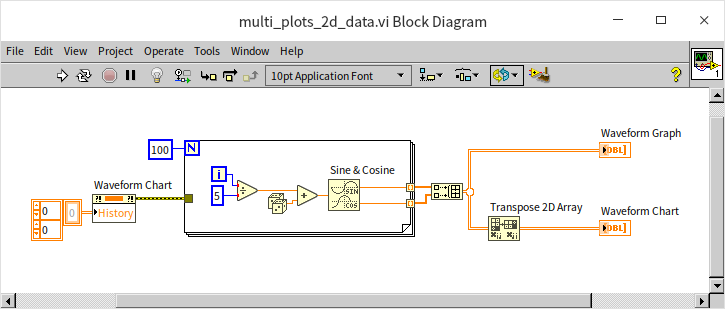 multi_plots_2d_data.vi Block Diagram
File Edit View Project Operate Tools Window Help
10pt Application Font
?
1
Waveform Graph
DBL
100
N
Sine & Cosine
i
5
÷
+
SIN
COS
Waveform Chart
?! ?!
History
0
0
0
Transpose 2D Array
Waveform Chart
DBL